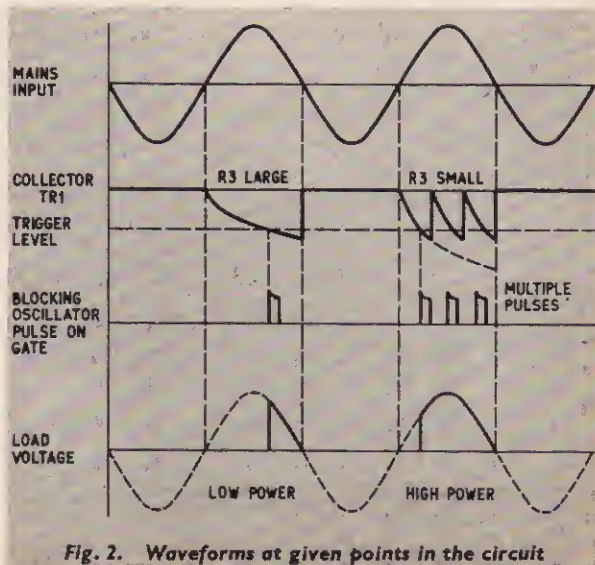 MAINS
INPUT
R3 LARGE
R3 SMALL
COLLECTOR
TR1
TRIGGER
LEVEL
BLOCKING
OSCILLATOR
PULSE ON
GATE
MULTIPLE
PULSES
LOAD
VOLTAGE
LOW POWER
HIGH POWER
Fig. 2. Waveforms at given points in the circuit